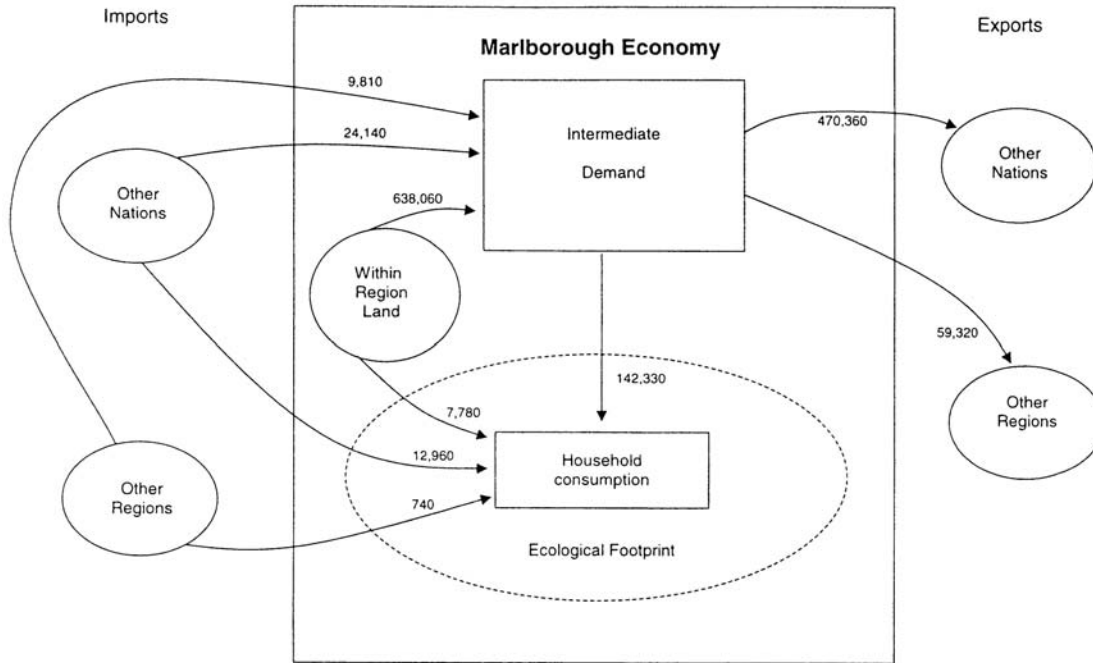 Imports
Exports
Marlborough Economy
9,810
24,140
638,060
Intermediate
Demand
470,360
Other
Nations
Other
Nations
Within
Region
Land
59,320
142,330
Other
Regions
7,780
12,960
740
Household
consumption
Other
Regions
Ecological Footprint